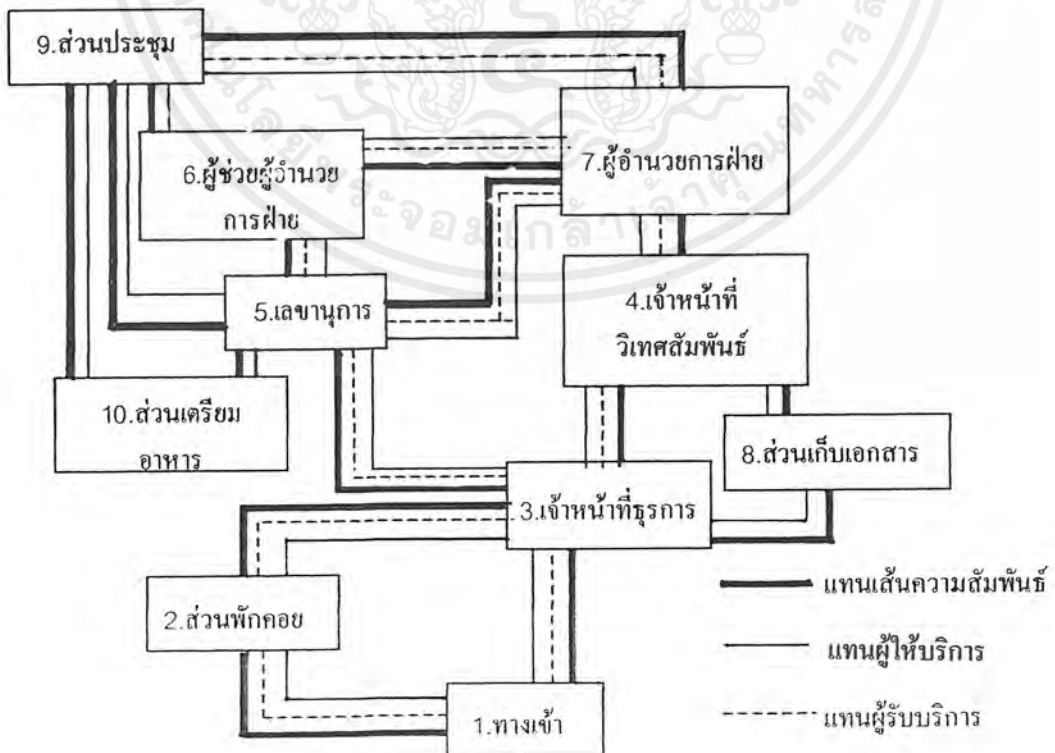 9.ส่วนประชุม
6.ผู้ช่วยผู้อำนวย
การฝ่าย
7.ผู้อำนวยการฝ่าย
5.เลขานุการ
4.เจ้าหน้าที่
วิเทศสัมพันธ์
10.ส่วนเตรียม
อาหาร
8.ส่วนเก็บเอกสาร
3.เจ้าหน้าที่ธุรการ
2.ส่วนพักคอย
1.ทางเข้า
แทนเส้นความสัมพันธ์
แทนผู้ให้บริการ
แทนผู้รับบริการ